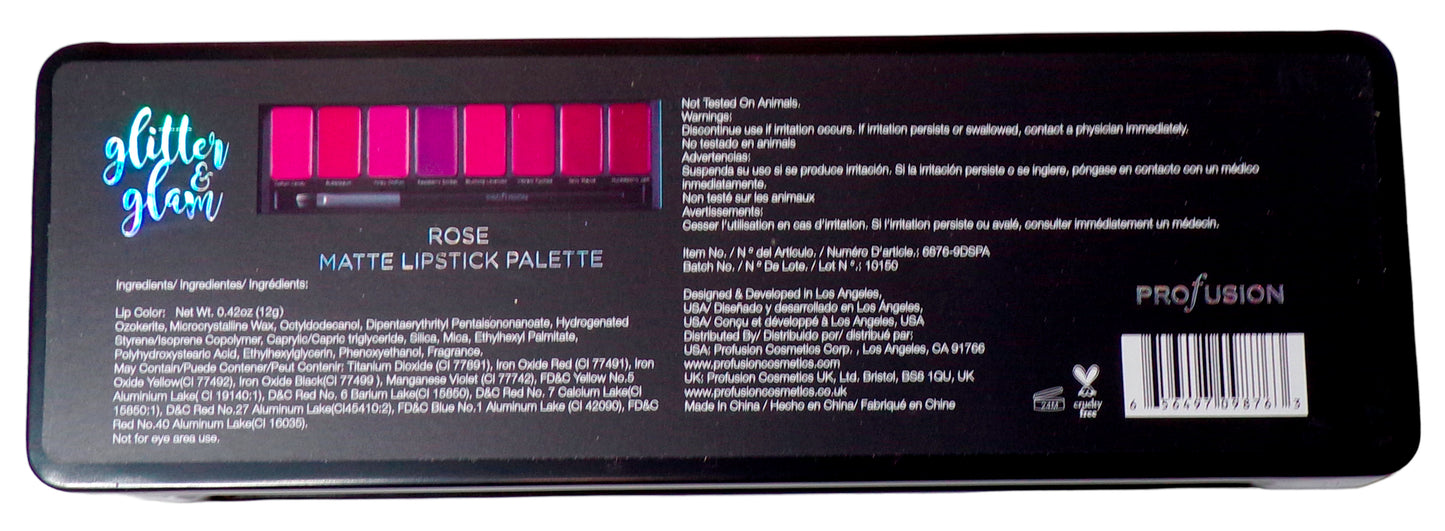 glitter
&
glam
PROFUSION
ROSE
MATTE LIPSTICK PALETTE
Ingredients/ Ingredientes/ Ingrédients:
Lip Color: Net Wt. 0.42oz (12g)
Ozokerite, Microcrystalline Wax, Octyldodecanol, Dipentaerythrityl Pentaisononanoate, Hydrogenated
Styrene/Isoprene Copolymer, Caprylic/Capric triglyceride, Silica, Mica, Ethylhexyl Palmitate,
Polyhydroxystearic Acid, Ethylhexylglycerin, Phenoxyethanol, Fragrance.
May Contain/Puede Contener/Peut Contenir: Titanium Dioxide (CI 77891), Iron Oxide Red (CI 77491), Iron
Oxide Yellow(CI 77492), Iron Oxide Black(CI 77499 ), Manganese Violet (CI 77742), FD&C Yellow No.5
Aluminum Lake(CI 19140:1), D&C Red No. 6 Barium Lake(CI 15850), D&C Red No. 7 Calcium Lake(CI
15850:1), D&C Red No.27 Aluminum Lake(CI45410:2), FD&C Blue No.1 Aluminum Lake (CI 42090), FD&C
Red No.40 Aluminum Lake(CI 16035).
Not for eye area use.
Not Tested On Animals.
Warnings:
Discontinue use if irritation occurs. If irritation persists or swallowed, contact a physician immediately.
No testado en animals
Advertencias:
Suspenda su uso si se produce irritación. Si la irritación persiste o se ingiere, póngase en contacto con un médico
inmediatamente.
Non testé sur les animaux
Avertissements:
Cesser l'utilisation en cas d'irritation. Si l'irritation persiste ou avalé, consulter immédiatement un médecin.
Item No. / N º del Artículo. / Numéro D'article.: 6876-9DSPA
Batch No. / N º De Lote. / Lot N º.: 10150
Designed & Developed in Los Angeles,
USA/ Diseñado y desarrollado en Los Ángeles,
USA/ Conçu et développé à Los Angeles, USA
Distributed By/ Distribuido por/ distribué par:
USA: Profusion Cosmetics Corp. , Los Angeles, CA 91766
www.profusioncosmetics.com
UK: Profusion Cosmetics UK, Ltd. Bristol, BS8 1QU, UK
www.profusioncosmetics.co.uk
Made in China/ Hecho en China/ Fabriqué en Chine
PROfUSION
24M
cruelty
free
6 56497 09876 3